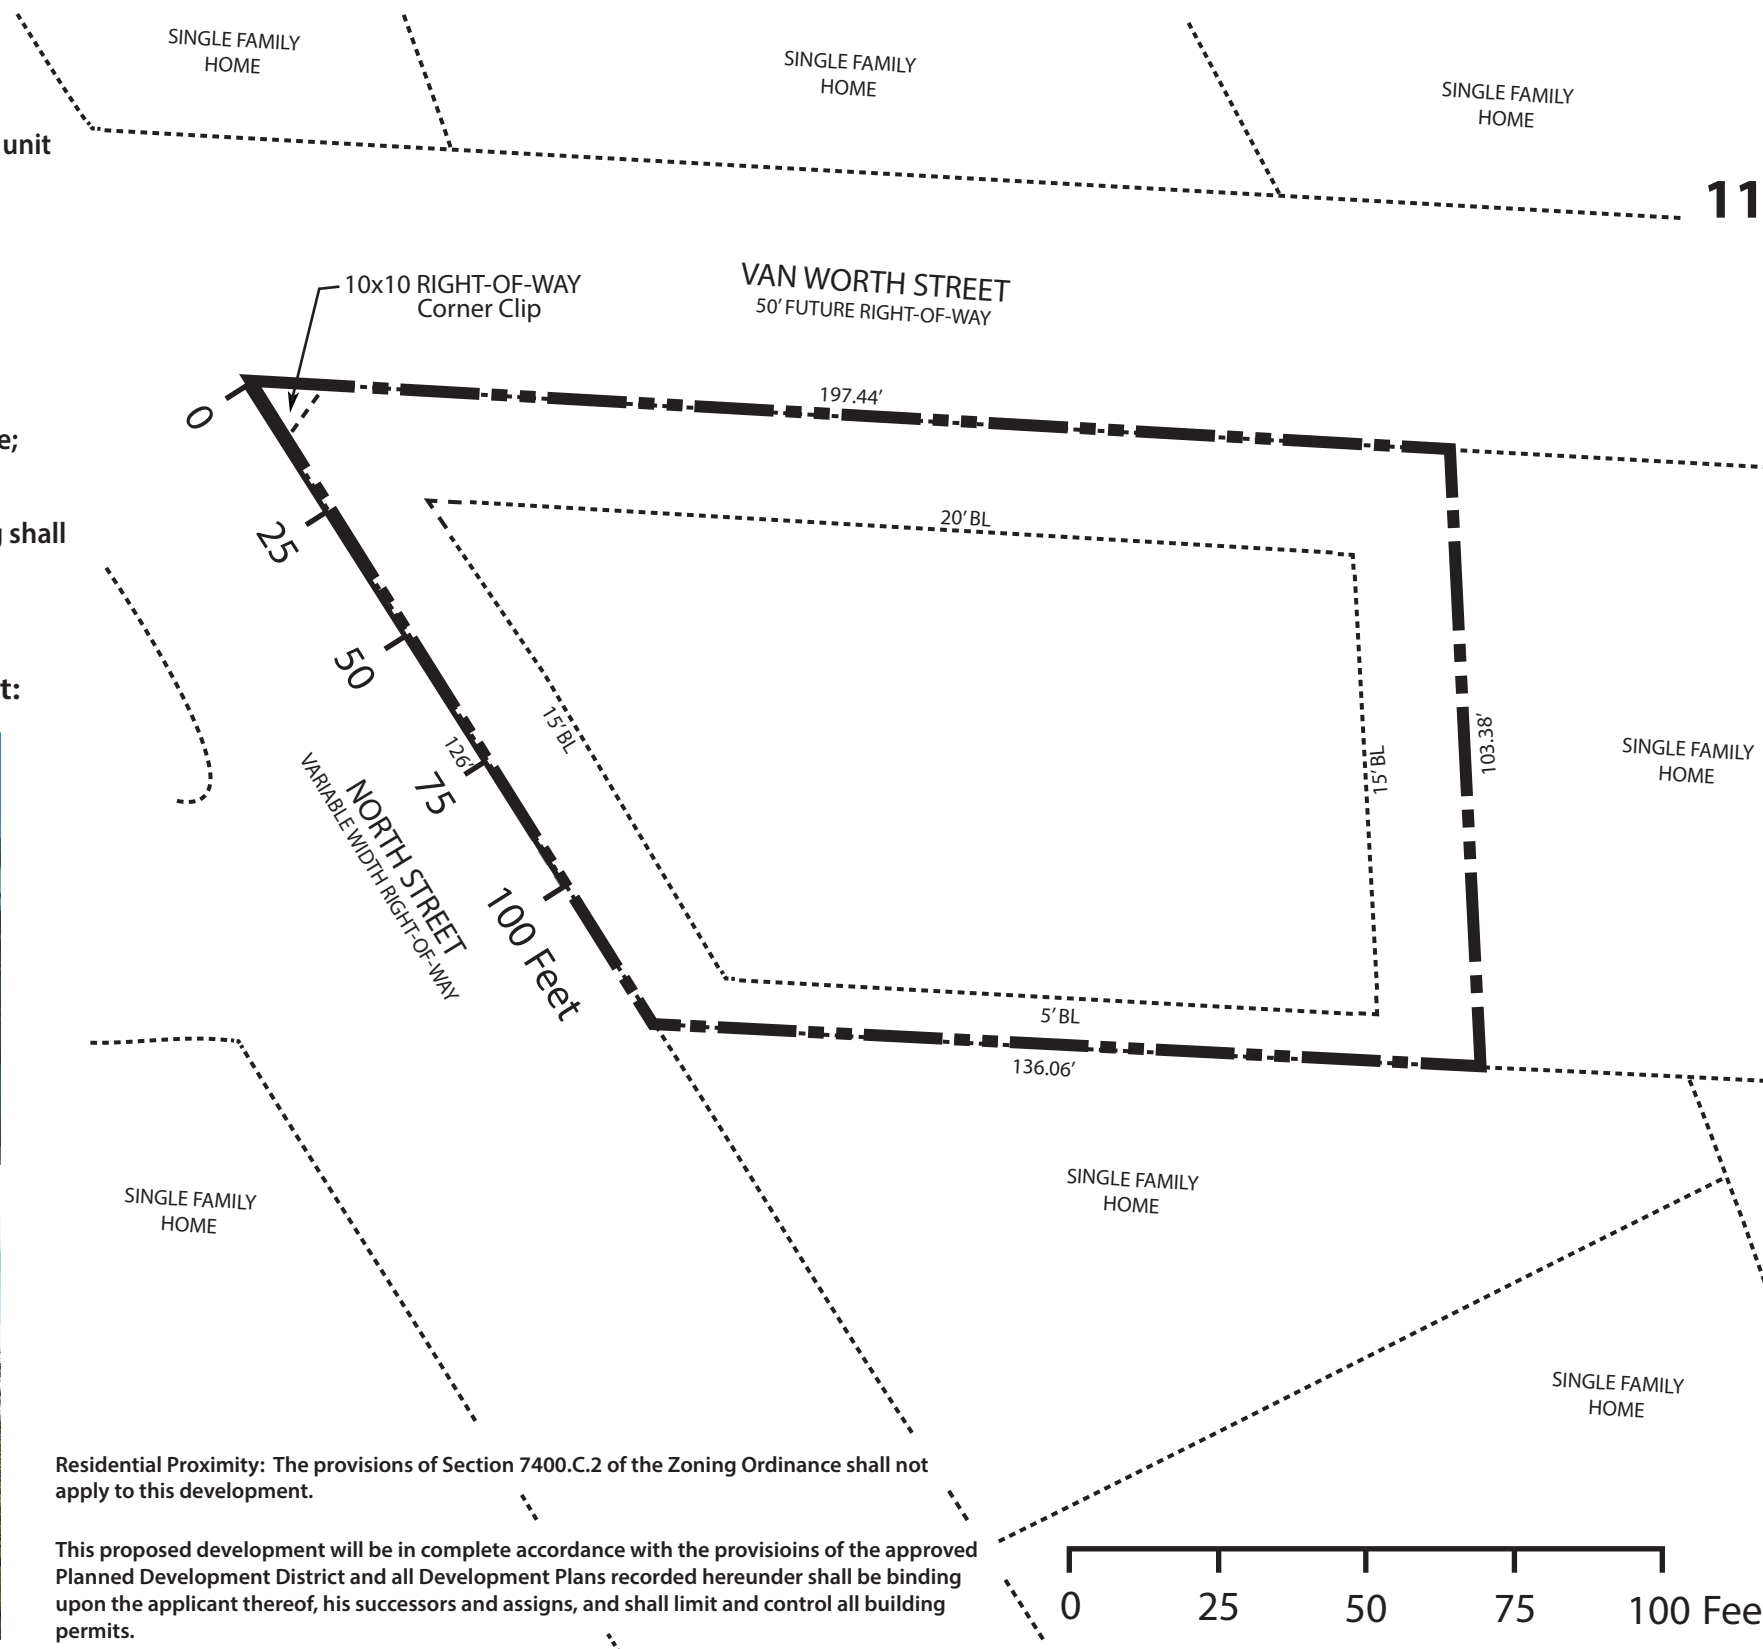 SINGLE FAMILY
HOME
SINGLE FAMILY
HOME
SINGLE FAMILY
HOME
unit
11
10x10 RIGHT-OF-WAY
Corner Clip
VAN WORTH STREET
50' FUTURE RIGHT-OF-WAY
197.44'
0
25
50
75
100 Feet
e;
g shall
t:
20' BL
15' BL
15' BL
5' BL
126'
103.38'
136.06'
NORTH STREET
VARIABLE WIDTH RIGHT-OF-WAY
SINGLE FAMILY
HOME
SINGLE FAMILY
HOME
SINGLE FAMILY
HOME
SINGLE FAMILY
HOME
Residential Proximity: The provisions of Section 7400.C.2 of the Zoning Ordinance shall not
apply to this development.
This proposed development will be in complete accordance with the provisioins of the approved
Planned Development District and all Development Plans recorded hereunder shall be binding
upon the applicant thereof, his successors and assigns, and shall limit and control all building
permits.
0 25 50 75 100 Fee